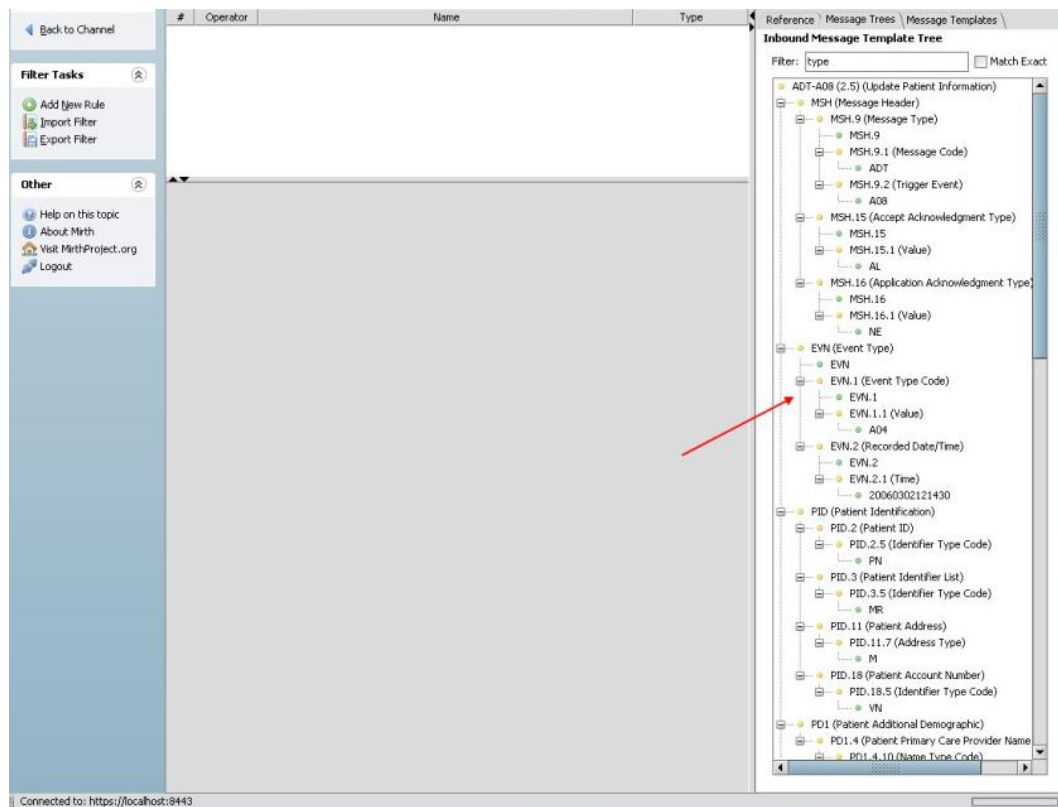 Back to Channel
Filter Tasks
Add New Rule
Import Filter
Export Filter
Other
Help on this topic
About Mirth
Visit MirthProject.org
Logout
# Operator Name Type
Reference Message Trees Message Templates
Inbound Message Template Tree
Filter: type Match Exact
ADT-A08 (2.5) (Update Patient Information)
MSH (Message Header)
MSH.9 (Message Type)
MSH.9
MSH.9.1 (Message Code)
ADT
MSH.9.2 (Trigger Event)
A08
MSH.15 (Accept Acknowledgment Type)
MSH.15
MSH.15.1 (Value)
AL
MSH.16 (Application Acknowledgment Type)
MSH.16
MSH.16.1 (Value)
NE
EVN (Event Type)
EVN
EVN.1 (Event Type Code)
EVN.1
EVN.1.1 (Value)
A04
EVN.2 (Recorded Date/Time)
EVN.2
EVN.2.1 (Time)
20060302121430
PID (Patient Identification)
PID.2 (Patient ID)
PID.2.5 (Identifier Type Code)
PN
PID.3 (Patient Identifier List)
PID.3.5 (Identifier Type Code)
MR
PID.11 (Patient Address)
PID.11.7 (Address Type)
M
PID.18 (Patient Account Number)
PID.18.5 (Identifier Type Code)
VN
PD1 (Patient Additional Demographic)
PD1.4 (Patient Primary Care Provider Name
PD1.4.10 (Name Type Code)
Connected to: https://localhost:8443